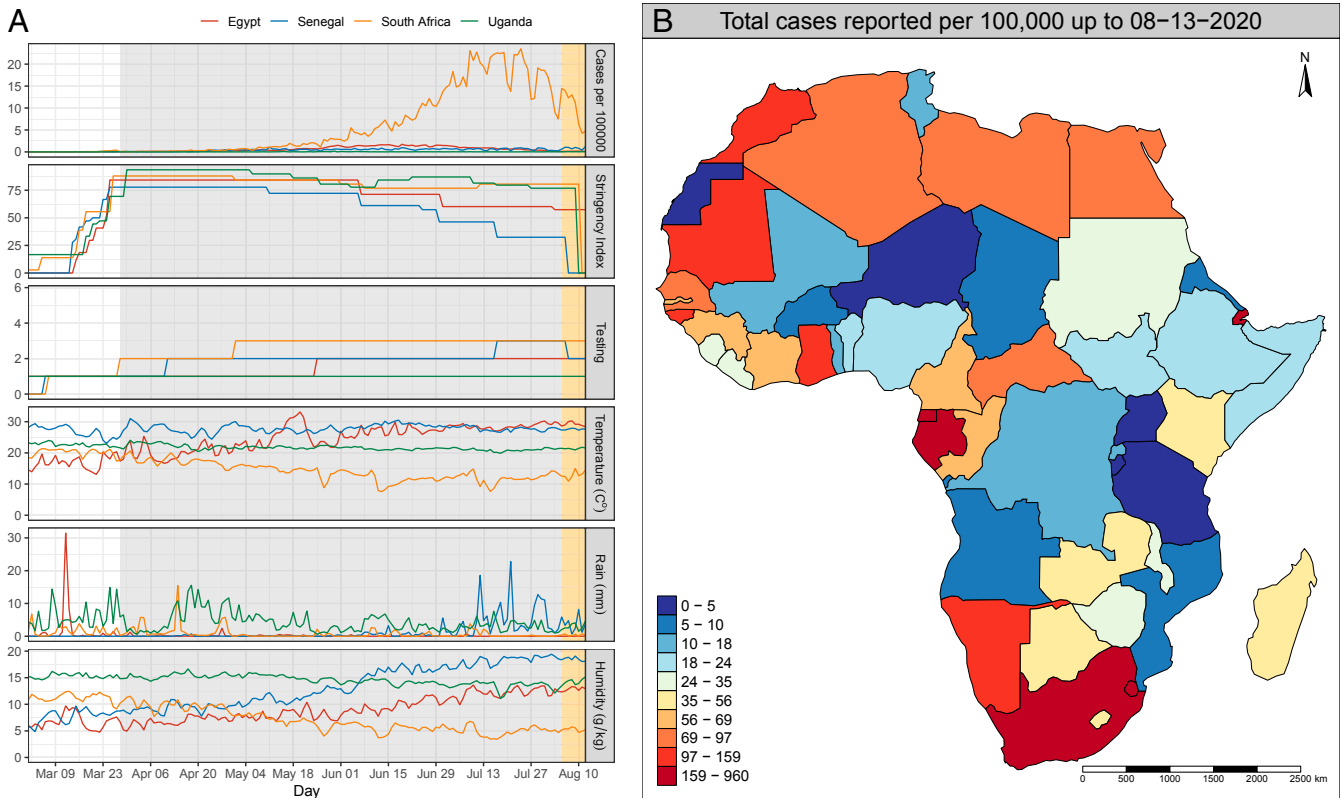 A
Egypt Senegal South Africa Uganda
20
15
10
5
0
Cases per 100000
75
50
25
0
Stringency Index
6
4
2
0
Testing
30
20
10
0
Temperature (C°)
30
20
10
0
Rain (mm)
20
15
10
5
0
Humidity (g/kg)
Mar 09 Mar 23 Apr 06 Apr 20 May 04 May 18 Jun 01 Jun 15 Jun 29 Jul 13 Jul 27 Aug 10
Day
B
Total cases reported per 100,000 up to 08−13−2020
N
0 − 5
5 − 10
10 − 18
18 − 24
24 − 35
35 − 56
56 − 69
69 − 97
97 − 159
159 − 960
0 500 1000 1500 2000 2500 km